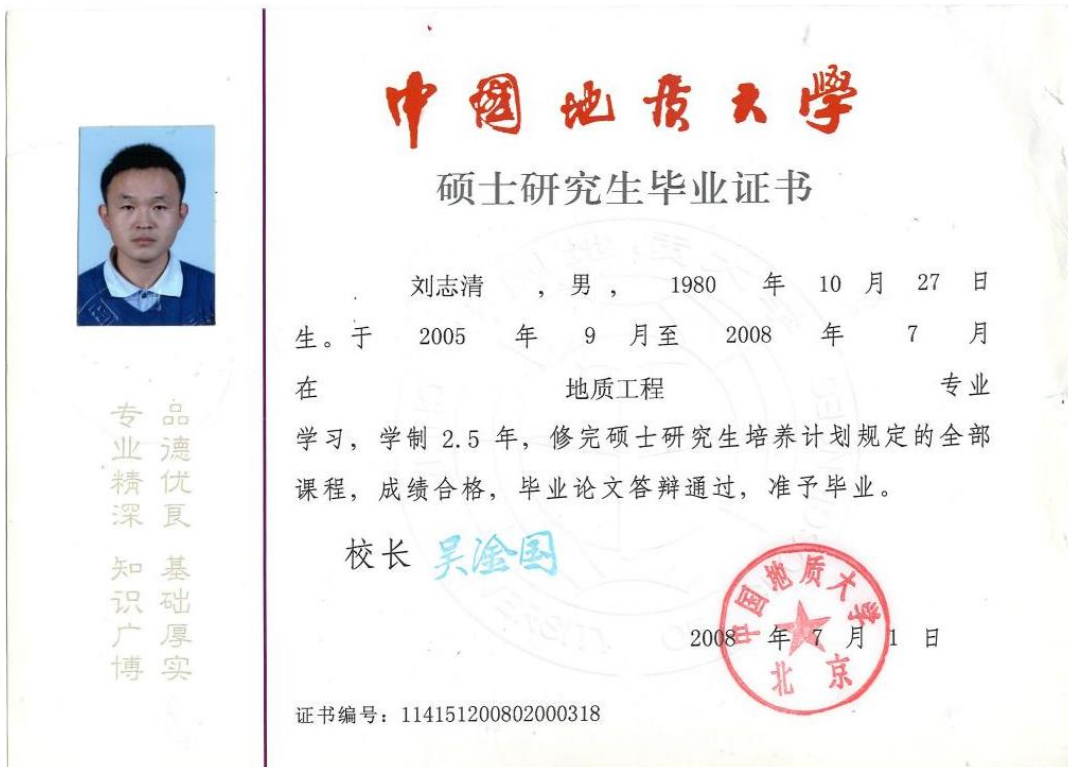 中国地质大学
硕士研究生毕业证书
刘志清 ，男， 1980 年 10 月 27 日
生。于 2005 年 9 月至 2008 年 7 月
在 地质工程 专业
学习，学制 2.5 年，修完硕士研究生培养计划规定的全部
课程，成绩合格，毕业论文答辩通过，准予毕业。
校长 吴淦国
中国地质大学
北京
2008 年 7 月 1 日
证书编号：114151200802000318
品德优良 基础厚实
专业精深 知识广博